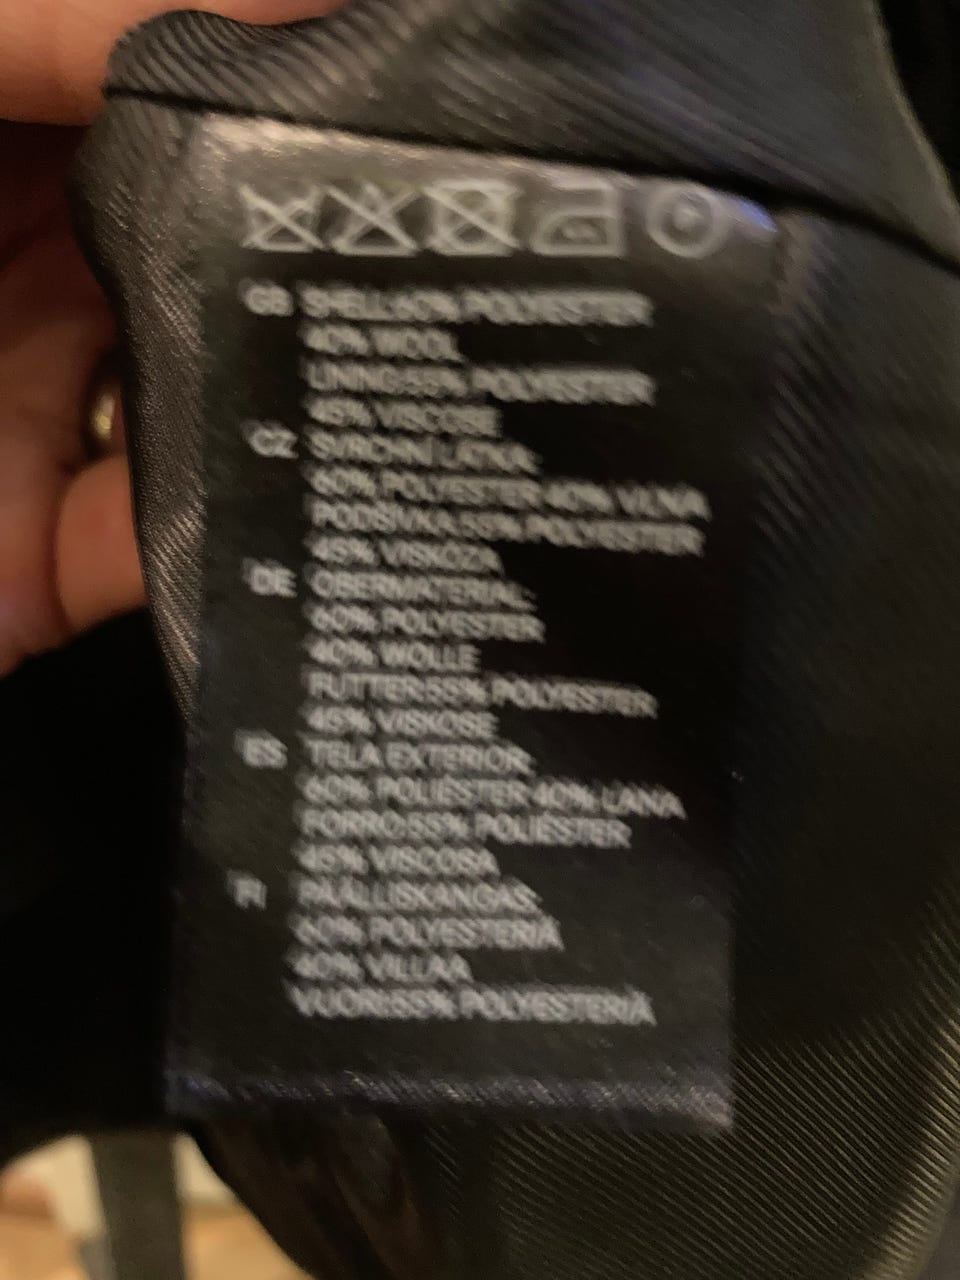 GB SHELL:60% POLYESTER
40% WOOL
LINING:55% POLYESTER
45% VISCOSE
CZ SVRCHNÍ LÁTKA:
60% POLYESTER 40% VLNA
PODŠÍVKA:55% POLYESTER
45% VISKÓZA
DE OBERMATERIAL:
60% POLYESTER
40% WOLLE
FUTTER:55% POLYESTER
45% VISKOSE
ES TELA EXTERIOR:
60% POLIÉSTER 40% LANA
FORRO:55% POLIÉSTER
45% VISCOSA
FI PÄÄLLISKANGAS:
60% POLYESTERIÄ
40% VILLAA
VUORI:55% POLYESTERIÄ